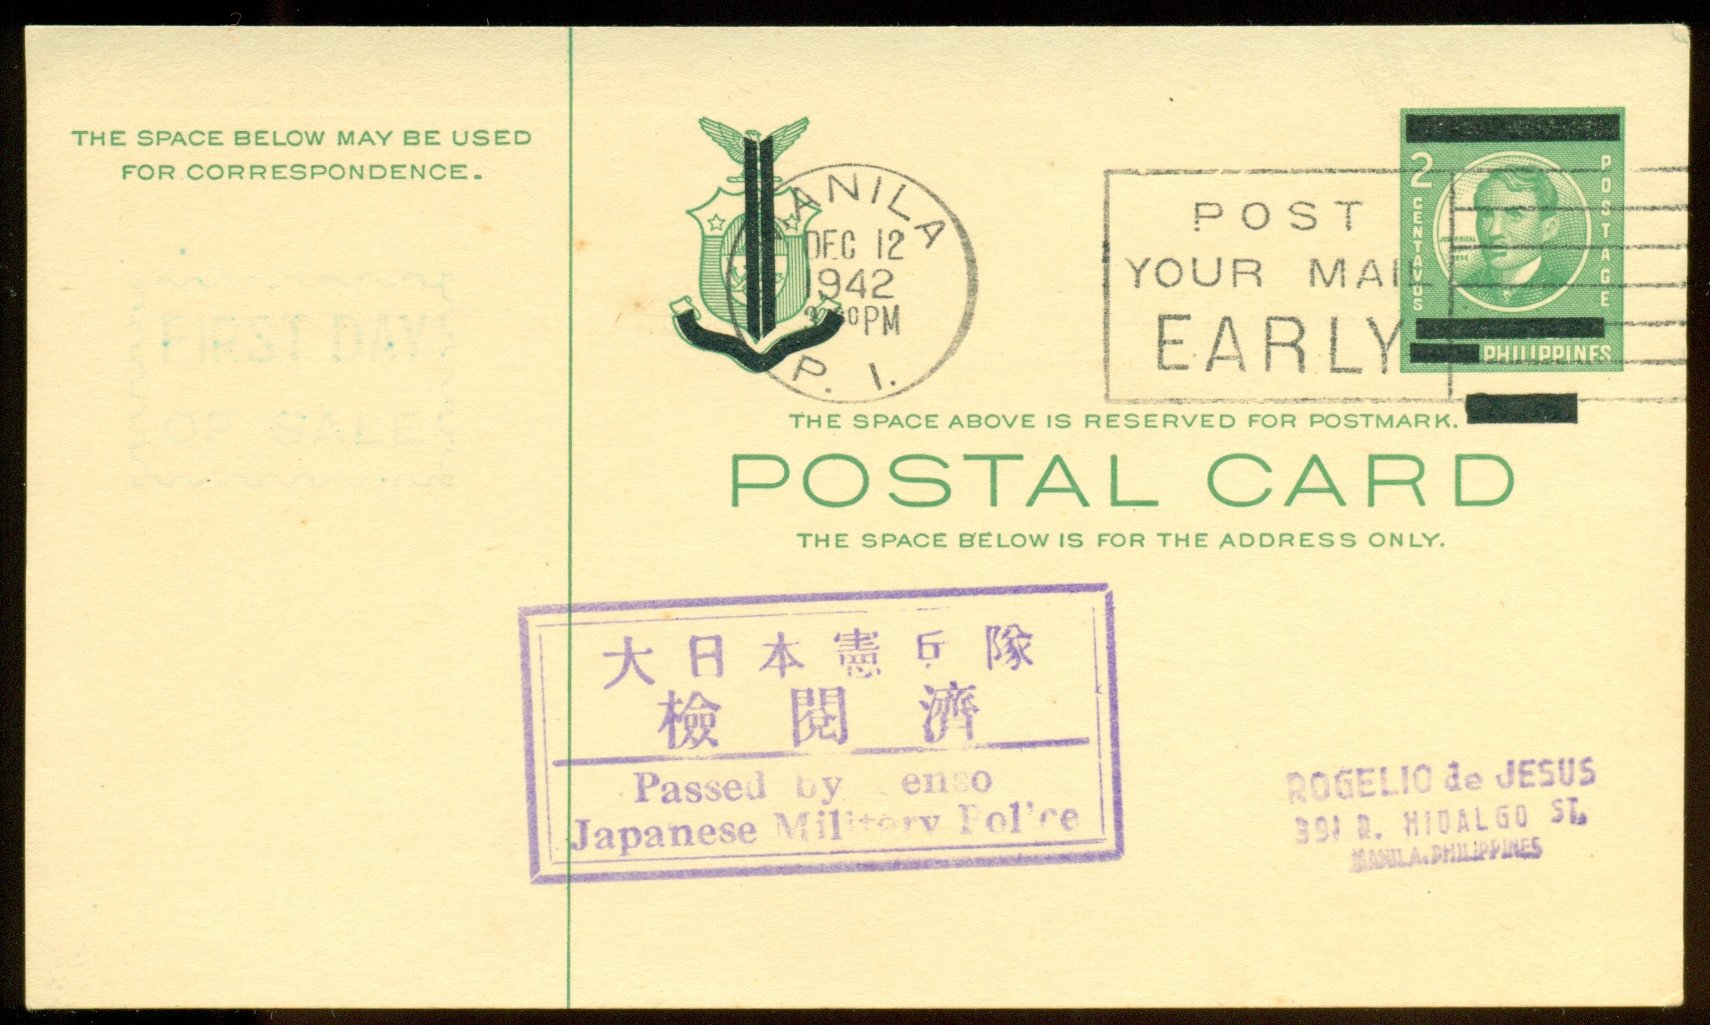 THE SPACE BELOW MAY BE USED
FOR CORRESPONDENCE.
MANILA
DEC 12
1942
PM
P. I.
POST
YOUR MAIL
EARLY
2 CENTAVOS
POSTAGE
JOSE RIZAL
PHILIPPINES
THE SPACE ABOVE IS RESERVED FOR POSTMARK.
POSTAL CARD
THE SPACE BELOW IS FOR THE ADDRESS ONLY.
FIRST DAY
OF SALE
大日本憲兵隊
檢閲濟
Passed by
Japanese Military Police
ROGELIO de JESUS
HIDALGO ST.
MANILA, PHILIPPINES